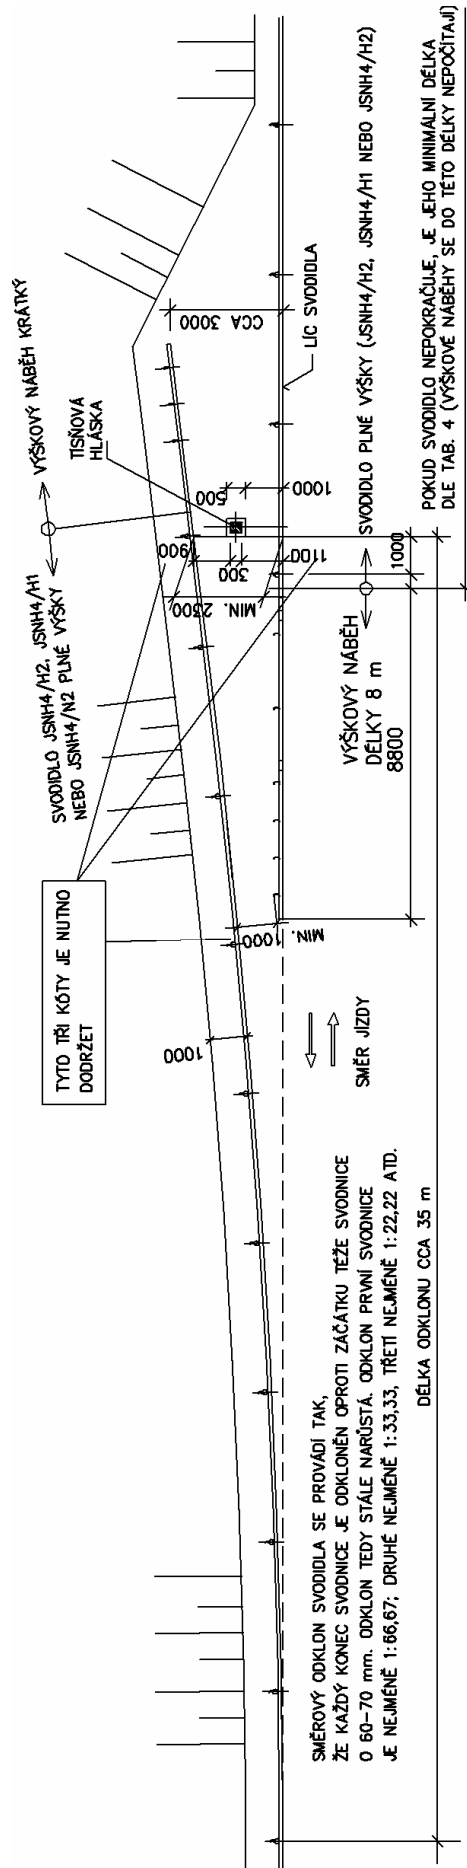 VÝŠKOVÝ NÁBĚH KRÁTKÝ
SVODIDLO JSNH4/H2, JSNH4/H1
NEBO JSNH4/N2 PLNÉ VÝŠKY
TÍSŇOVÁ
HLÁSKA
TYTO TŘI KÓTY JE NUTNO
DODRŽET
CCA 3000
LÍC SVODIDLA
500
1000
900
300
1100
MIN. 2300
1000
MIN. 1000
1000
SVODIDLO PLNÉ VÝŠKY (JSNH4/H2, JSNH4/H1 NEBO JSNH4/H2)
VÝŠKOVÝ NÁBĚH
DÉLKY 8 m
8800
POKUD SVODIDLO NEPOKRAČUJE, JE JEHO MINIMÁLNÍ DÉLKA
DLE TAB. 4 (VÝŠKOVÉ NÁBĚHY SE DO TÉTO DÉLKY NEPOČÍTAJÍ)
SMĚR JÍZDY
SMĚROVÝ ODKLON SVODIDLA SE PROVÁDÍ TAK,
ŽE KAŽDÝ KONEC SVODNICE JE ODKLONĚN OPROTI ZÁČÁTKU TÉŽE SVODNICE
O 60-70 mm. ODKLON TEDY STÁLE NARŮSTÁ. ODKLON PRVNÍ SVODNICE
JE NEJMÉNĚ 1:66,67; DRUHÉ NEJMÉNĚ 1:33,33, TŘETÍ NEJMÉNĚ 1:22,22 ATD.
DÉLKA ODKLONU CCA 35 m